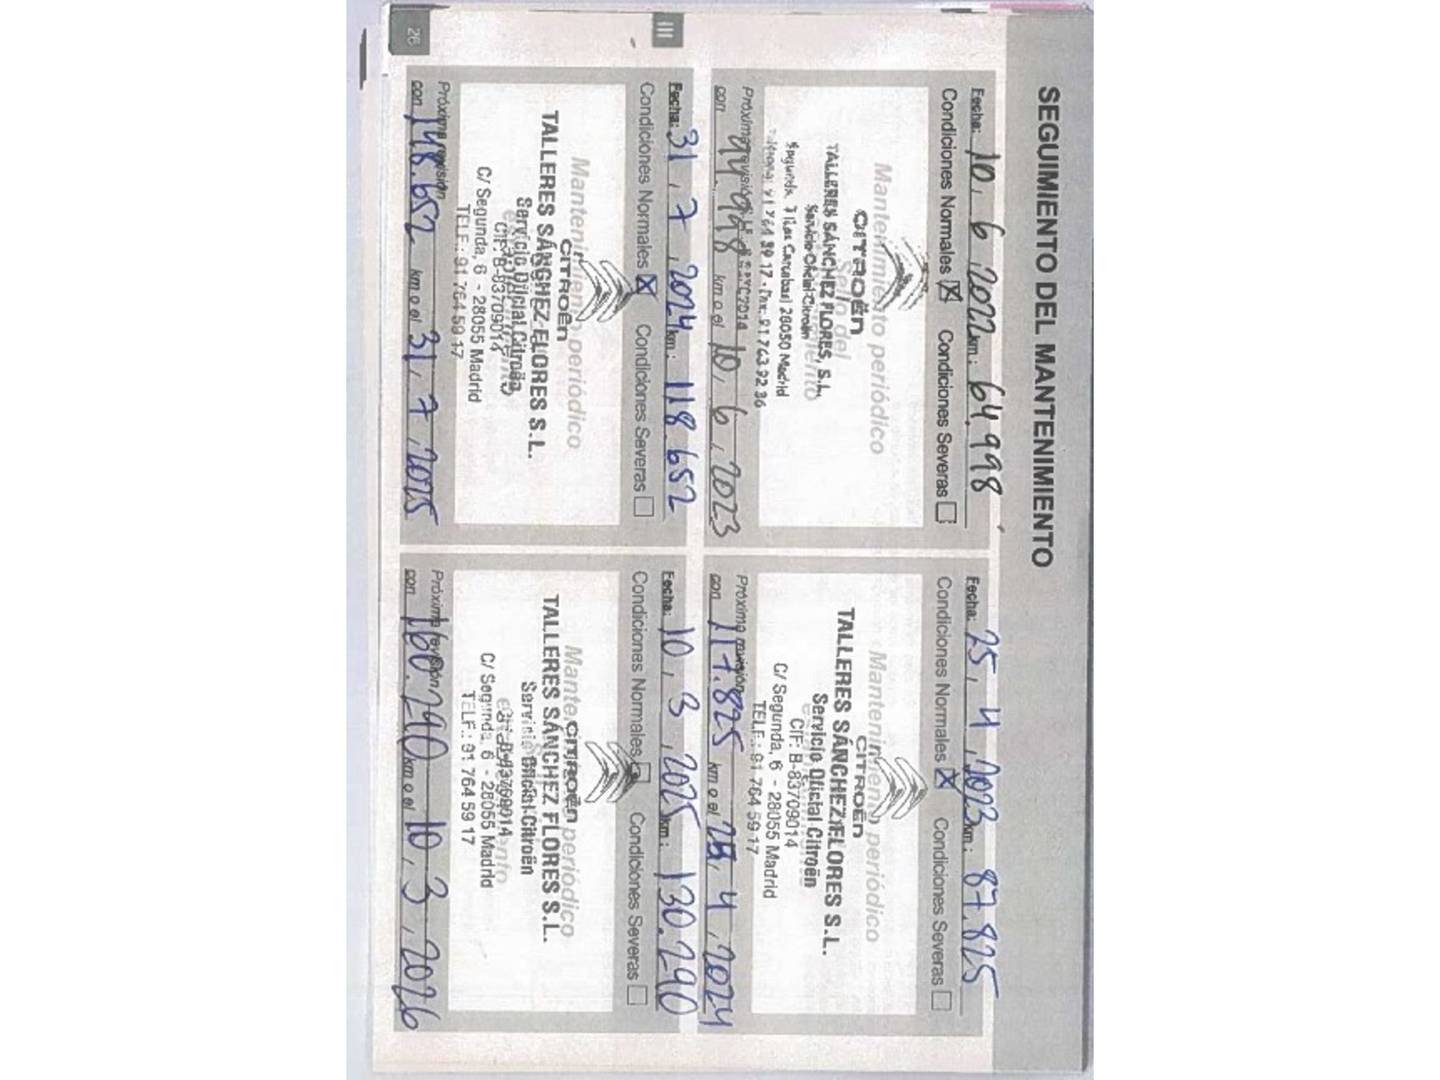 SEGUIMIENTO DEL MANTENIMIENTO
Fecha: 10, 6, 2022 km: 64.998
Condiciones Normales X Condiciones Severas
Mantenimiento periódico
CITROËN
Sello del
TALLERES SÁNCHEZ FLORES, S.L.
Servicio Oficial Citroën
28050 Madrid
Próxima revisión
con 94.998 km o el 10, 6, 2023
Fecha: 25, 4, 2023 km: 87.825
Condiciones Normales X Condiciones Severas
Mantenimiento periódico
CITROËN
TALLERES SÁNCHEZ FLORES S.L.
Servicio Oficial Citroën
CIF: B-83709014
C/ Segunda, 6 - 28055 Madrid
TELF.: 91 764 59 17
Próxima revisión
con 117.825 km o el 25, 4, 2024
III
Fecha: 31, 7, 2024 km: 118.652
Condiciones Normales X Condiciones Severas
Mantenimiento periódico
CITROËN
TALLERES SÁNCHEZ FLORES S.L.
Servicio Oficial Citroën
CIF: B-83709014
C/ Segunda, 6 - 28055 Madrid
TELF.: 91 764 59 17
Próxima revisión
con 148.652 km o el 31, 7, 2025
Fecha: 10, 3, 2025 km: 130.290
Condiciones Normales Condiciones Severas
Mantenimiento periódico
CITROËN
TALLERES SÁNCHEZ FLORES S.L.
Servicio Oficial Citroën
CIF: B-83709014
C/ Segunda, 6 - 28055 Madrid
TELF.: 91 764 59 17
Próxima revisión
con 160.290 km o el 10, 3, 2026
26